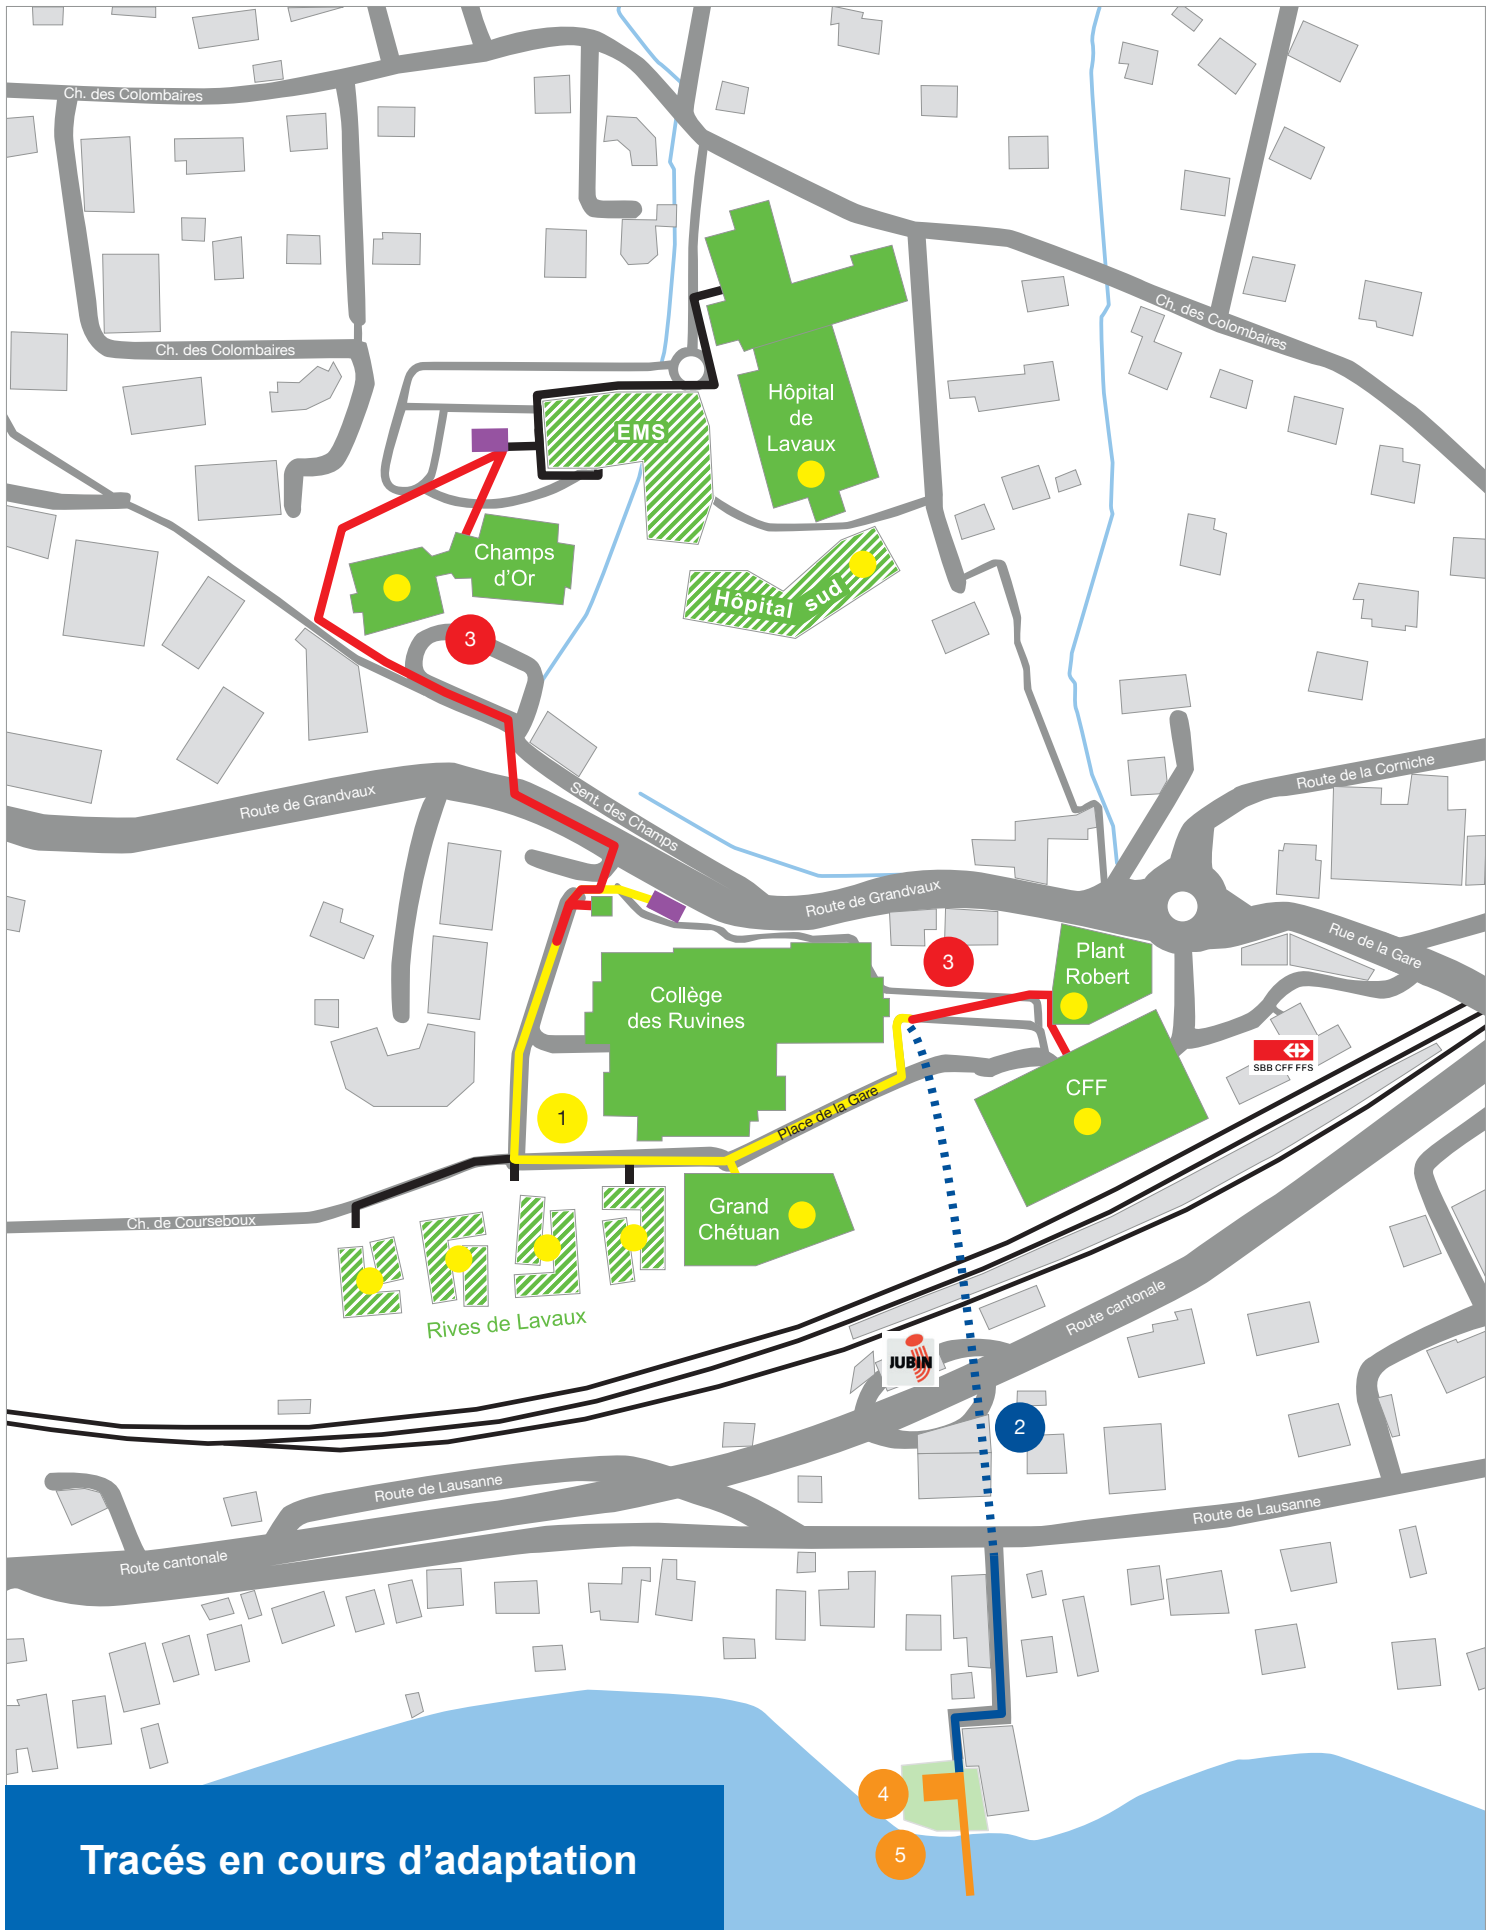 Ch. des Colombaires
Ch. des Colombaires
Ch. des Colombaires
Hôpital
de
Lavaux
EMS
Champs
d'Or
Hôpital sud
3
Route de Grandvaux
Sent. des Champs
Route de la Corniche
Route de Grandvaux
Rue de la Gare
Plant
Robert
3
Collège
des Ruvines
SBB CFF FFS
CFF
1
Place de la Gare
Grand
Chétuan
Ch. de Courseboux
Rives de Lavaux
Route cantonale
JUBIN
2
Route de Lausanne
Route de Lausanne
Route cantonale
4
5
Tracés en cours d'adaptation